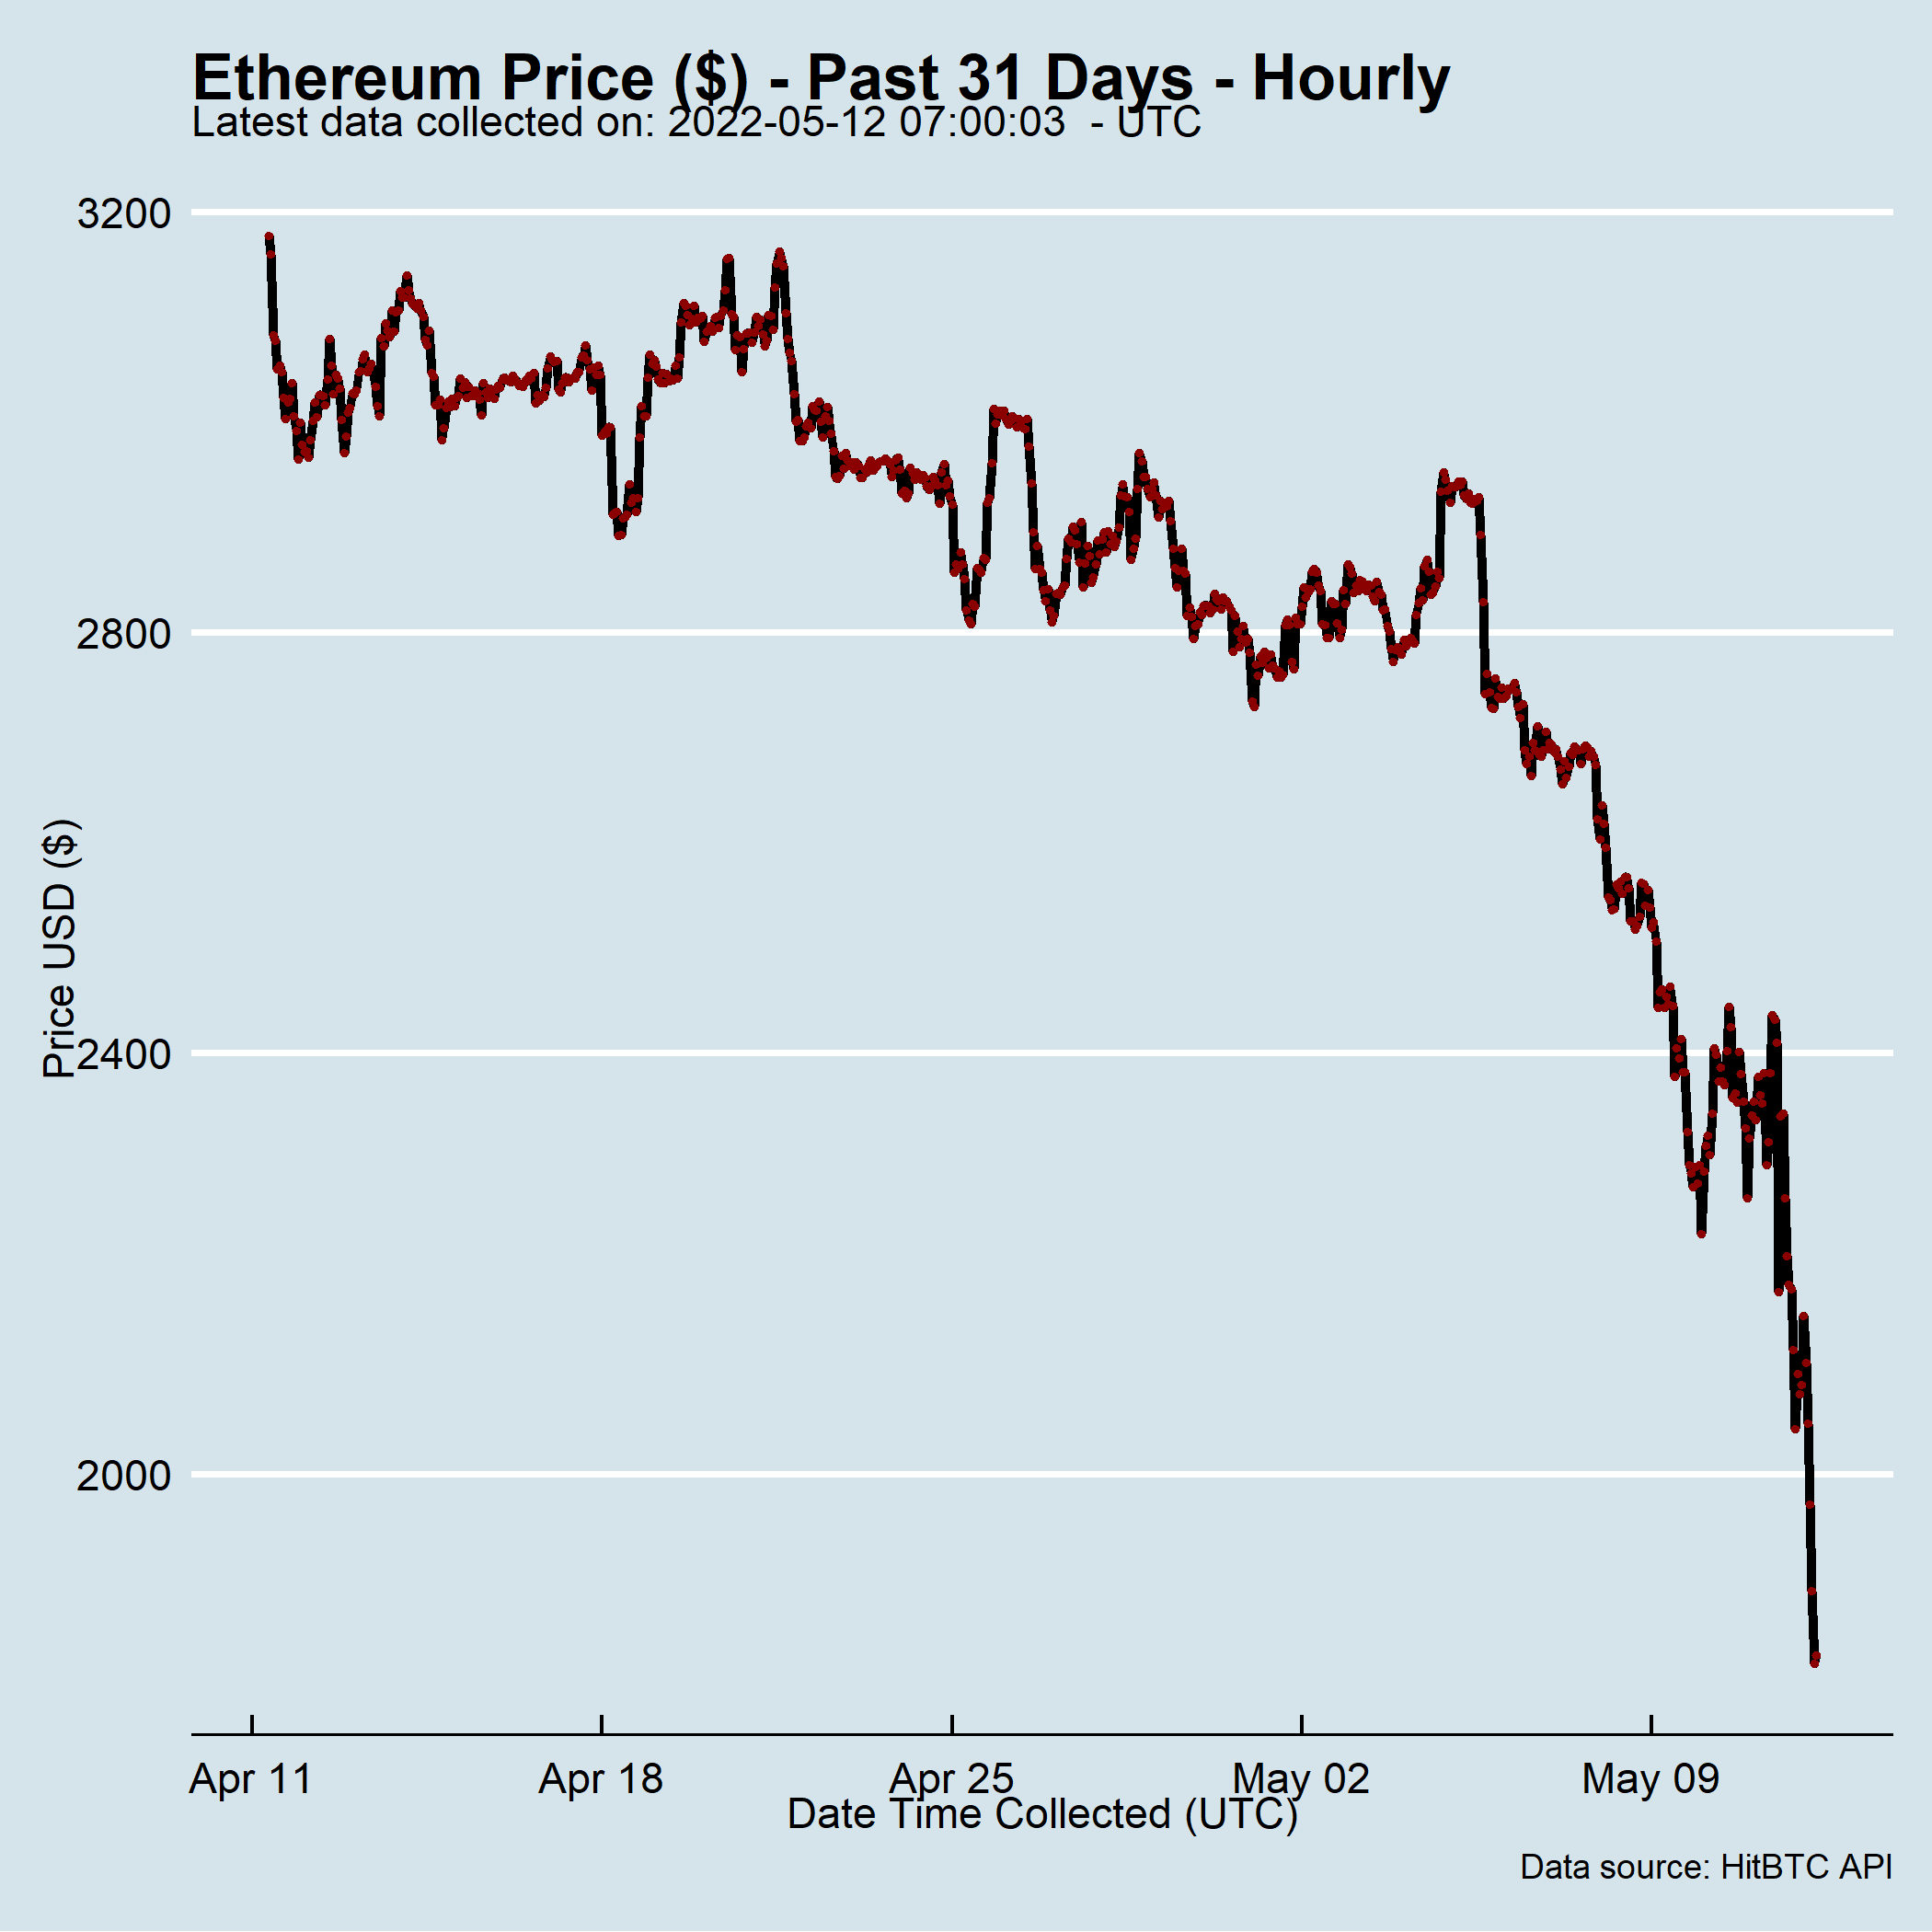 Ethereum Price ($) - Past 31 Days - Hourly
Latest data collected on: 2022-05-12 07:00:03  - UTC
3200
2800
2400
2000
Price USD ($)
Apr 11
Apr 18
Apr 25
May 02
May 09
Date Time Collected (UTC)
Data source: HitBTC API